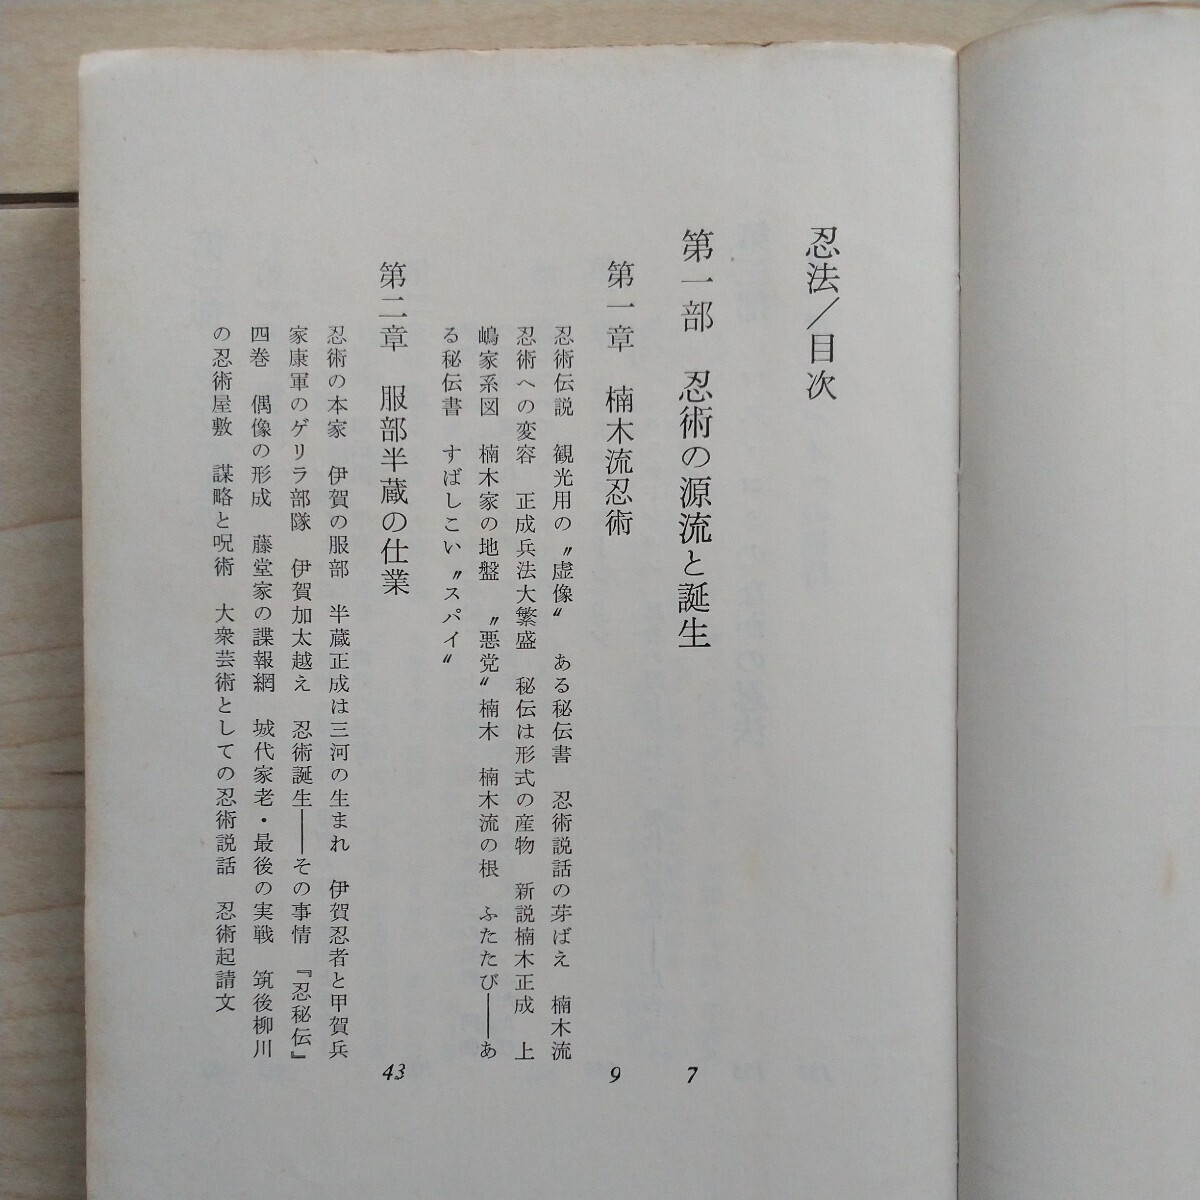 忍法／目次
第一部　忍術の源流と誕生　7
第一章　楠木流忍術　9
忍術伝説　観光用の〝虚像〟　ある秘伝書　忍術説話の芽ばえ　楠木流
忍術への変容　正成兵法大繁盛　秘伝は形式の産物　新説楠木正成　上
嶋家系図　楠木家の地盤　〝悪党〟楠木　楠木流の根　ふたたび――あ
る秘伝書　すばしこい〝スパイ〟
第二章　服部半蔵の仕業　43
忍術の本家　伊賀の服部　半蔵正成は三河の生まれ　伊賀忍者と甲賀兵
家康軍のゲリラ部隊　伊賀加太越え　忍術誕生――その事情　『忍秘伝』
四巻　偶像の形成　藤堂家の諜報網　城代家老・最後の実戦　筑後柳川
の忍術屋敷　謀略と呪術　大衆芸術としての忍術説話　忍術起請文